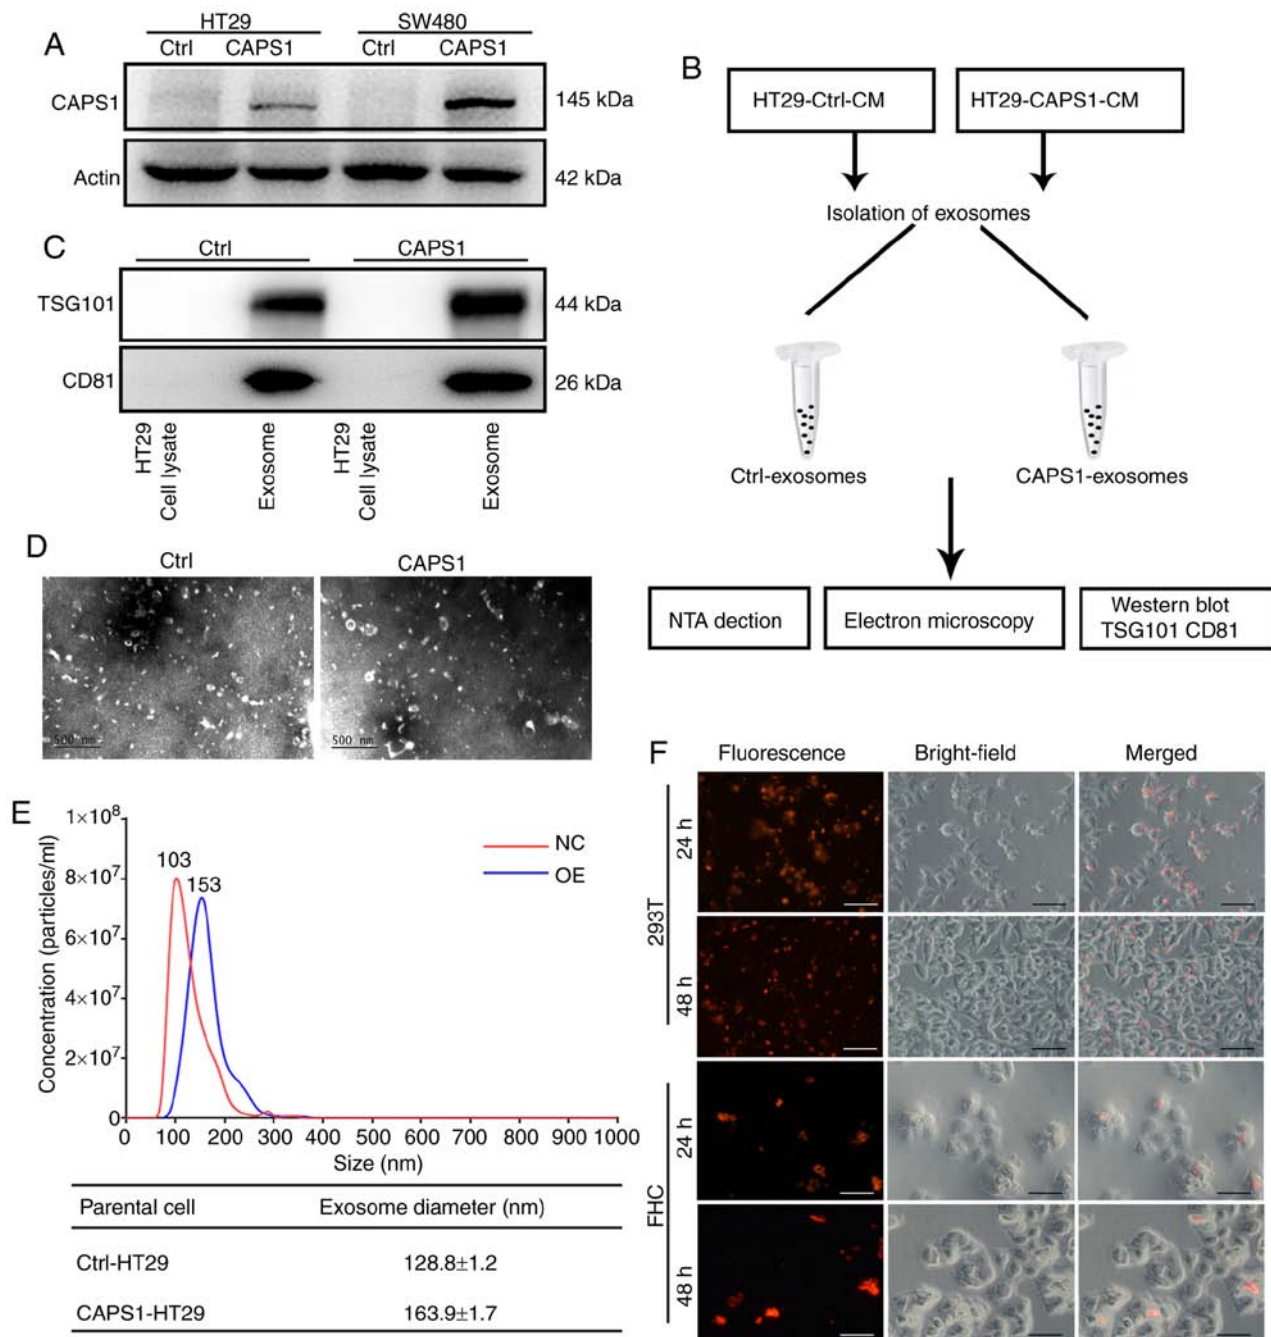 A
HT29
SW480
Ctrl
CAPS1
Ctrl
CAPS1
CAPS1
145 kDa
Actin
42 kDa
B
HT29-Ctrl-CM
HT29-CAPS1-CM
Isolation of exosomes
Ctrl-exosomes
CAPS1-exosomes
NTA dection
Electron microscopy
Western blot
TSG101 CD81
C
Ctrl
CAPS1
TSG101
44 kDa
CD81
26 kDa
HT29
Cell lysate
Exosome
HT29
Cell lysate
Exosome
D
Ctrl
CAPS1
500 nm
500 nm
E
Concentration (particles/ml)
1×10⁸
8×10⁷
6×10⁷
4×10⁷
2×10⁷
0
103
153
NC
OE
0 100 200 300 400 500 600 700 800 900 1000
Size (nm)
Parental cell Exosome diameter (nm)
Ctrl-HT29 128.8±1.2
CAPS1-HT29 163.9±1.7
F
Fluorescence
Bright-field
Merged
293T
24 h
48 h
FHC
24 h
48 h